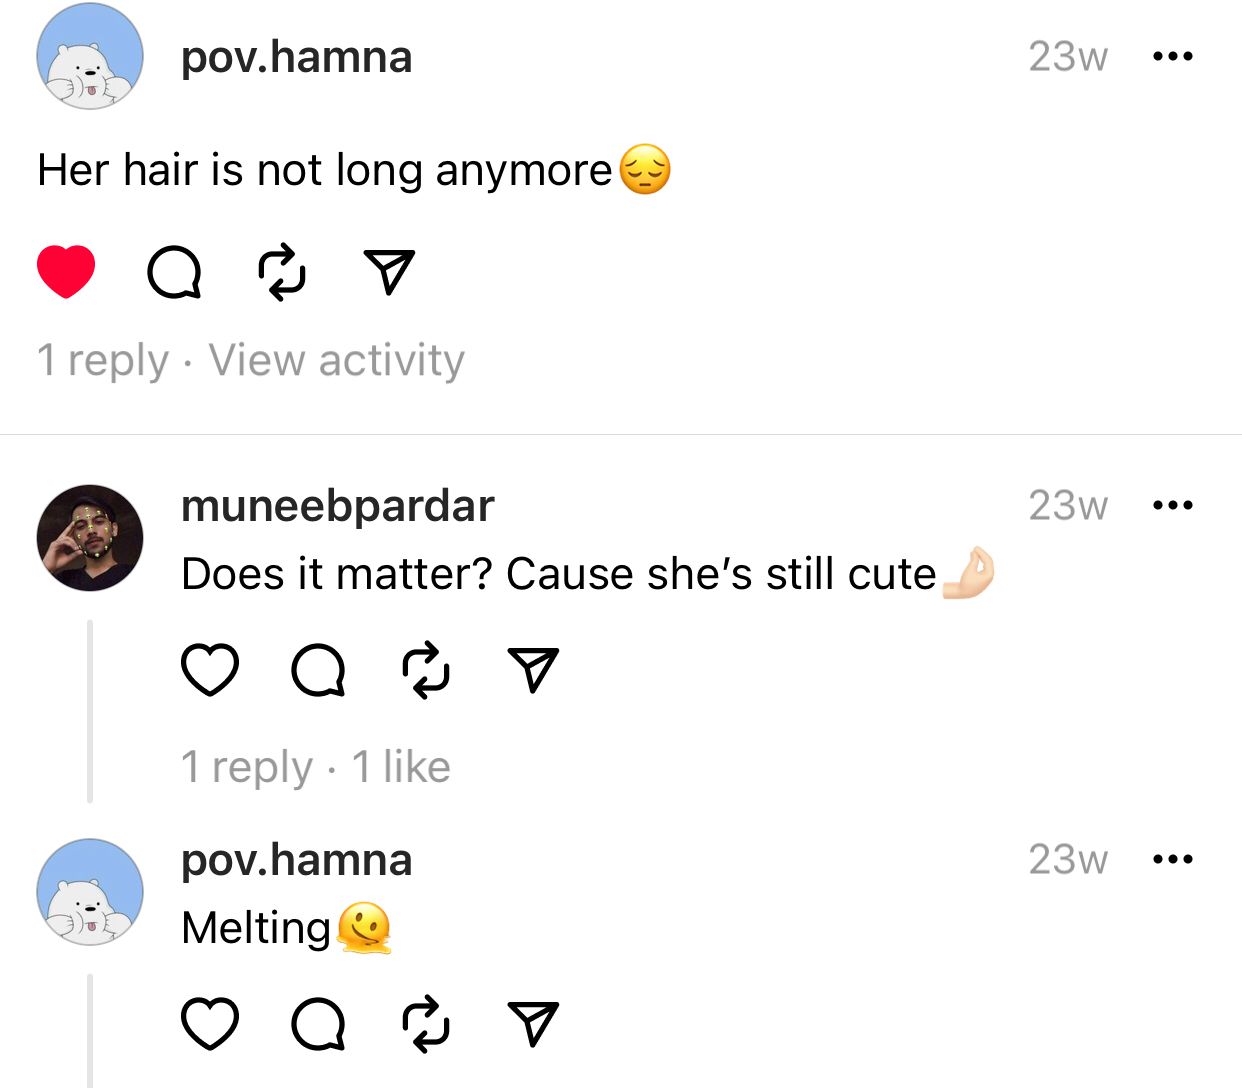 pov.hamna 23w
Her hair is not long anymore😔
1 reply · View activity
muneebpardar 23w
Does it matter? Cause she’s still cute🤌🏻
1 reply · 1 like
pov.hamna 23w
Melting🫠